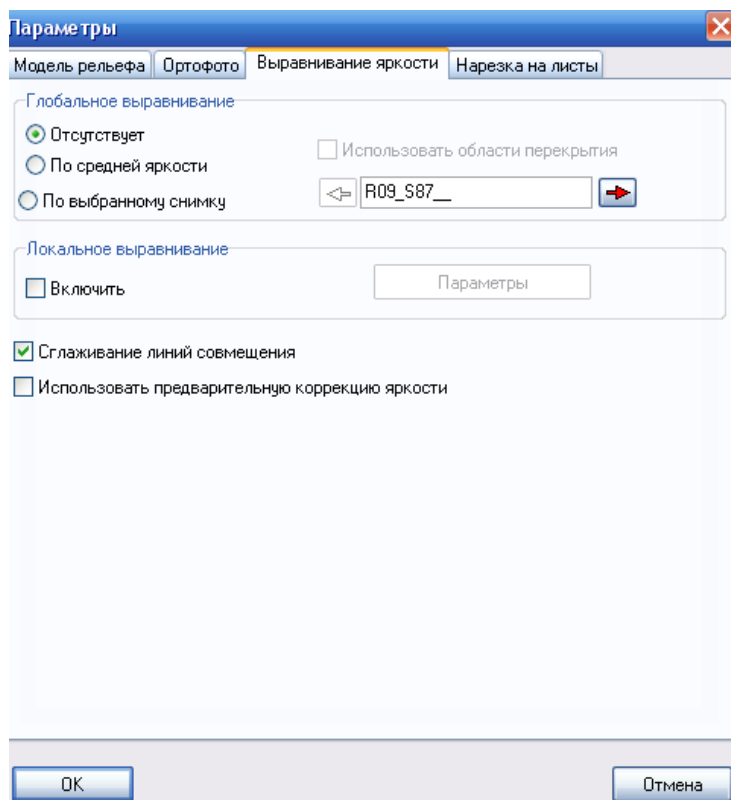 Параметры
Модель рельефа Ортофото Выравнивание яркости Нарезка на листы
Глобальное выравнивание
Отсутствует
Использовать области перекрытия
По средней яркости
По выбранному снимку
R09_S87__
Локальное выравнивание
Включить
Параметры
Сглаживание линий совмещения
Использовать предварительную коррекцию яркости
OK
Отмена